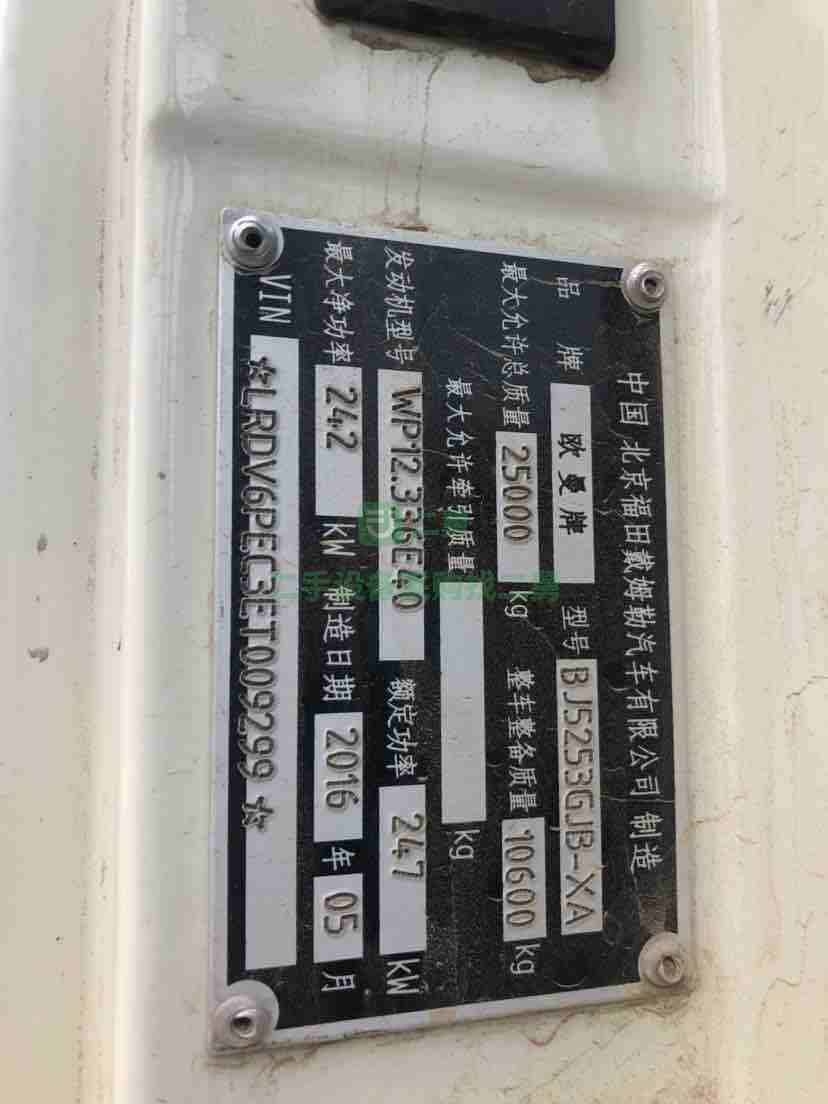 中国 北京福田戴姆勒汽车有限公司 制造
品 牌 欧曼牌 型号 BJ5253GJB-XA
最大允许总质量 25000 kg 整车整备质量 10600 kg
最大允许牵引质量 kg
发动机型号 WP12.336E40 额定功率 247 kW
最大净功率 242 kW 制造日期 2016 年 05 月
VIN ☆LRDV6PEC3ET009299☆